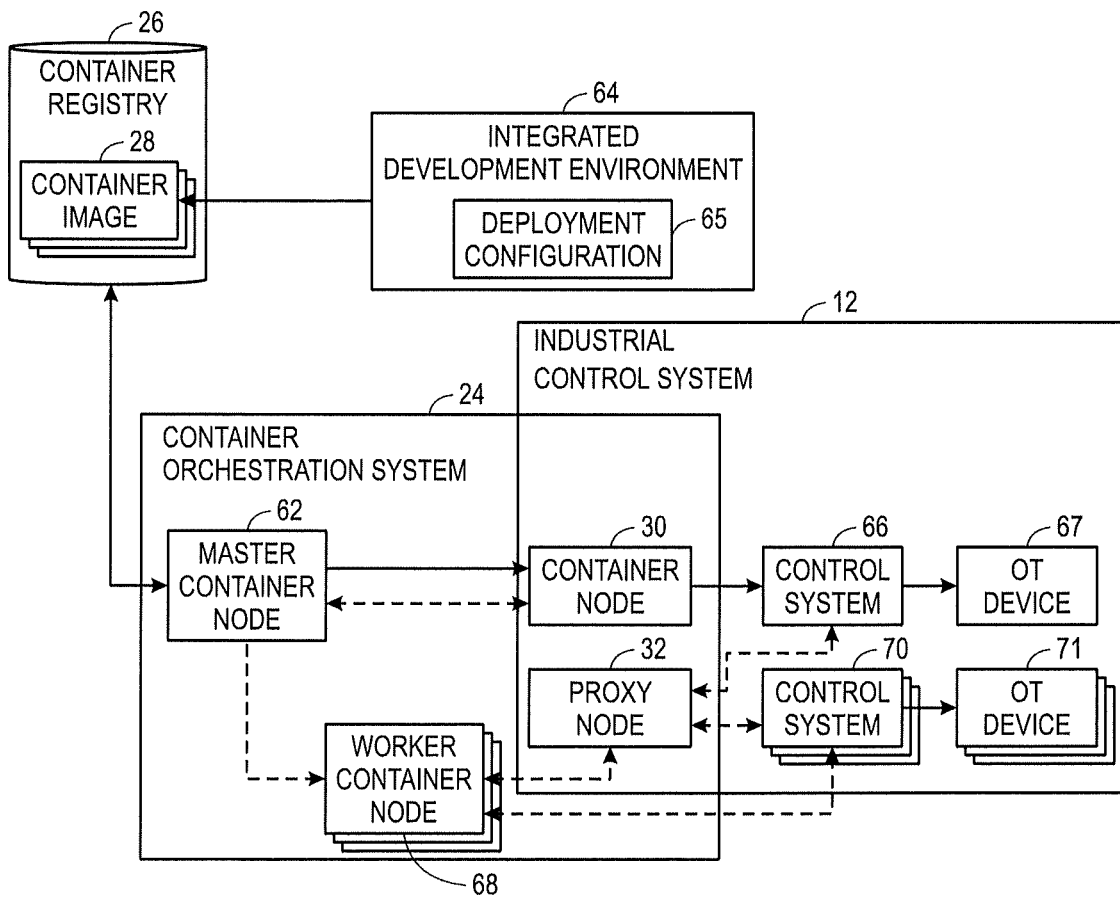 26
CONTAINER
REGISTRY
28
CONTAINER
IMAGE
64
INTEGRATED
DEVELOPMENT ENVIRONMENT
DEPLOYMENT
CONFIGURATION
65
12
INDUSTRIAL
CONTROL SYSTEM
24
CONTAINER
ORCHESTRATION SYSTEM
62
MASTER
CONTAINER
NODE
30
CONTAINER
NODE
66
CONTROL
SYSTEM
67
OT
DEVICE
32
PROXY
NODE
70
CONTROL
SYSTEM
71
OT
DEVICE
WORKER
CONTAINER
NODE
68